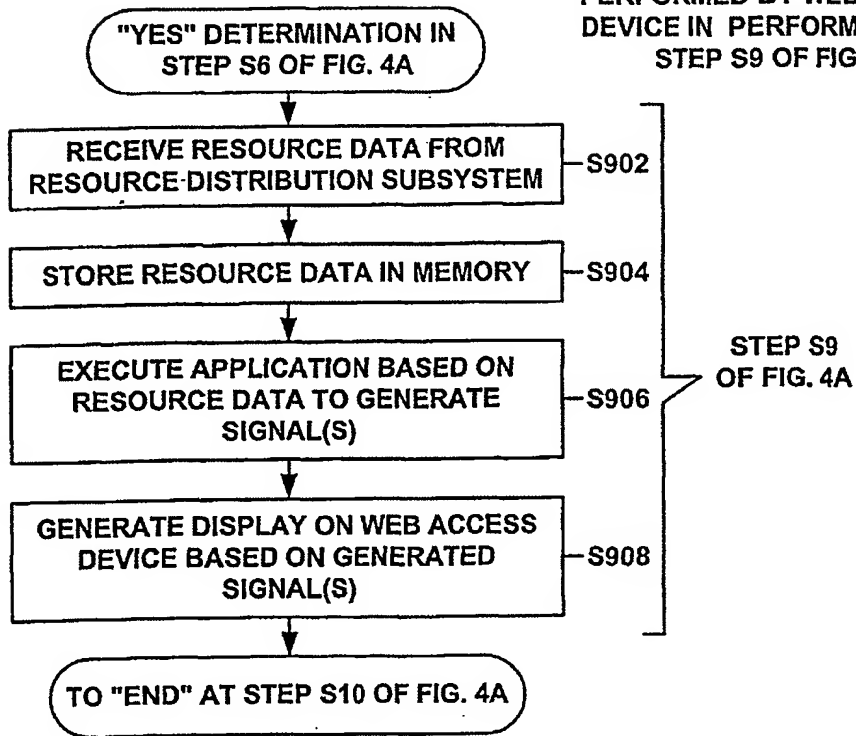 DEVICE IN PERFORM
STEP S9 OF FIG
"YES" DETERMINATION IN
STEP S6 OF FIG. 4A
RECEIVE RESOURCE DATA FROM
RESOURCE-DISTRIBUTION SUBSYSTEM
S902
STORE RESOURCE DATA IN MEMORY
S904
EXECUTE APPLICATION BASED ON
RESOURCE DATA TO GENERATE
SIGNAL(S)
S906
GENERATE DISPLAY ON WEB ACCESS
DEVICE BASED ON GENERATED
SIGNAL(S)
S908
STEP S9
OF FIG. 4A
TO "END" AT STEP S10 OF FIG. 4A